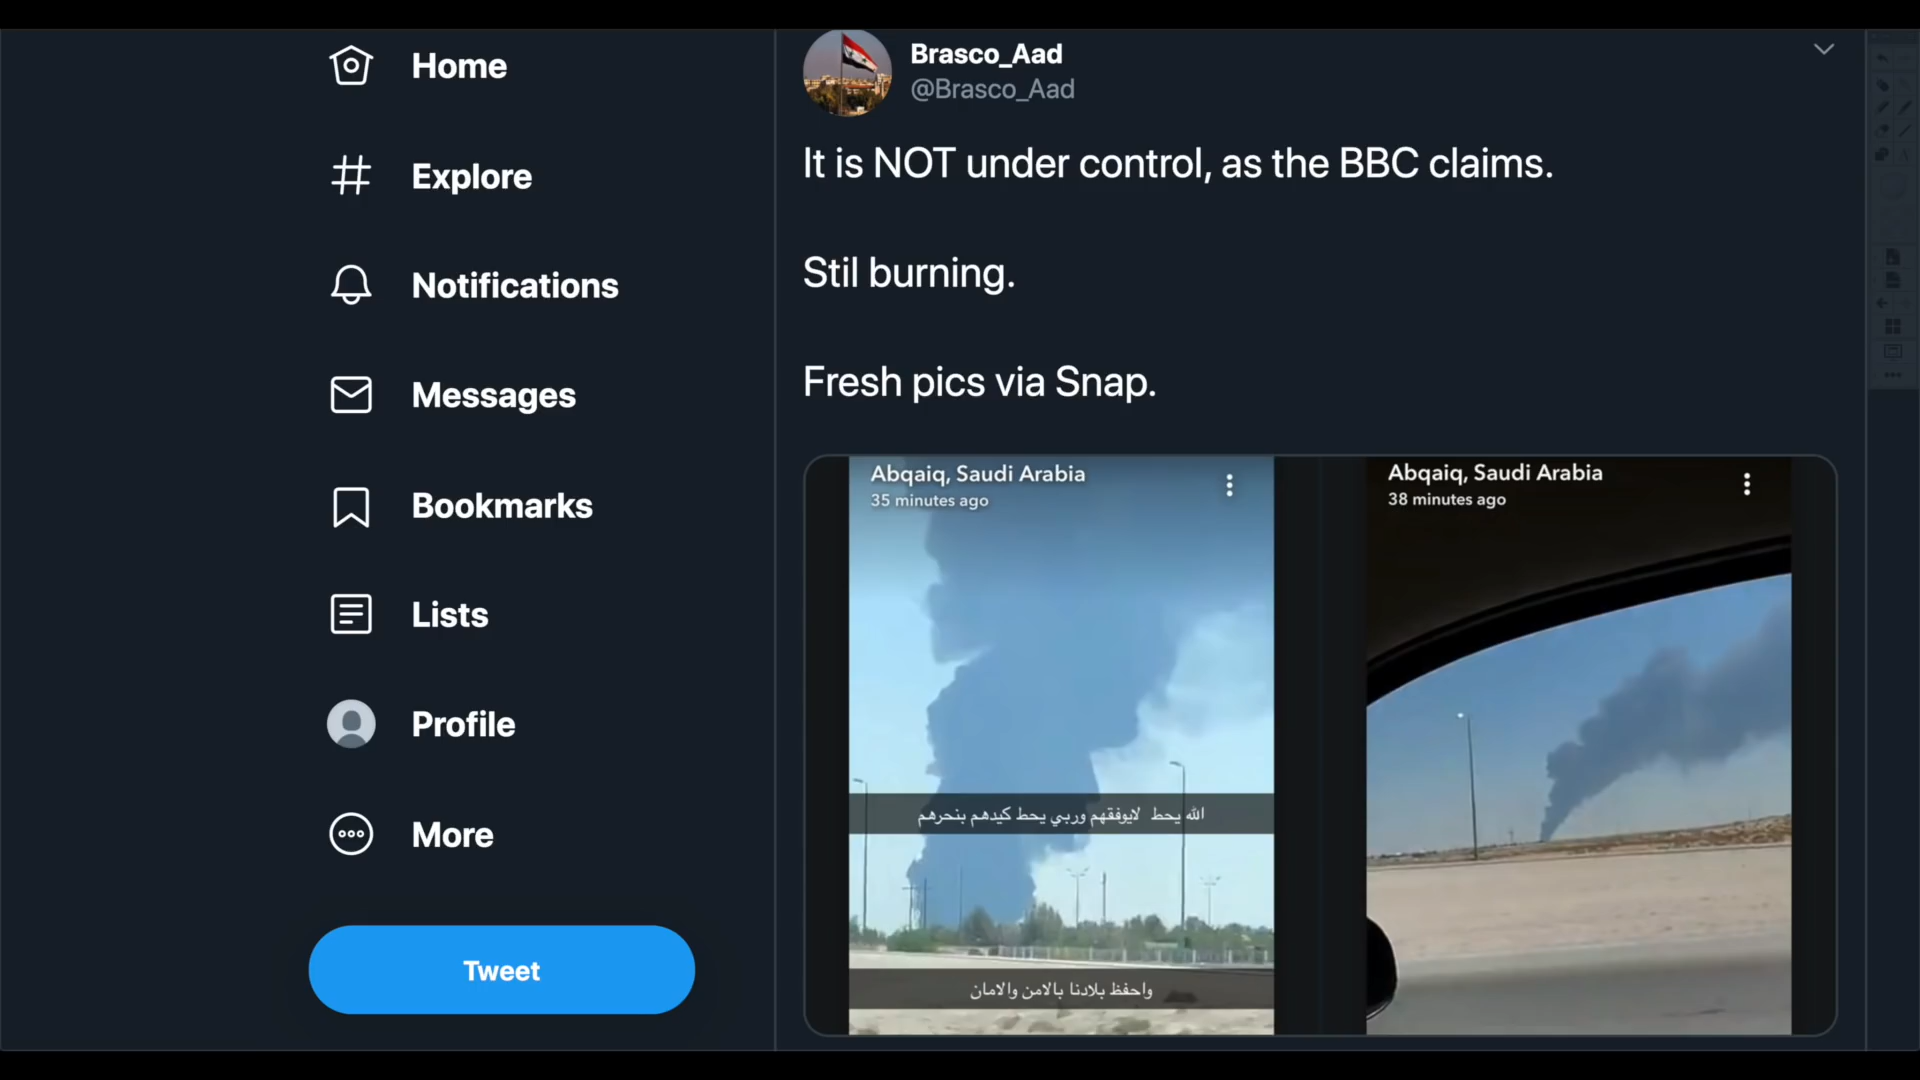 Home
Explore
Notifications
Messages
Bookmarks
Lists
Profile
More
Tweet
Brasco_Aad
@Brasco_Aad
It is NOT under control, as the BBC claims.
Stil burning.
Fresh pics via Snap.
Abqaiq, Saudi Arabia
35 minutes ago
الله يحط لايوفقهم وربي يحط كيدهم بنحرهم
واحفظ بلادنا بالامن والامان
Abqaiq, Saudi Arabia
38 minutes ago